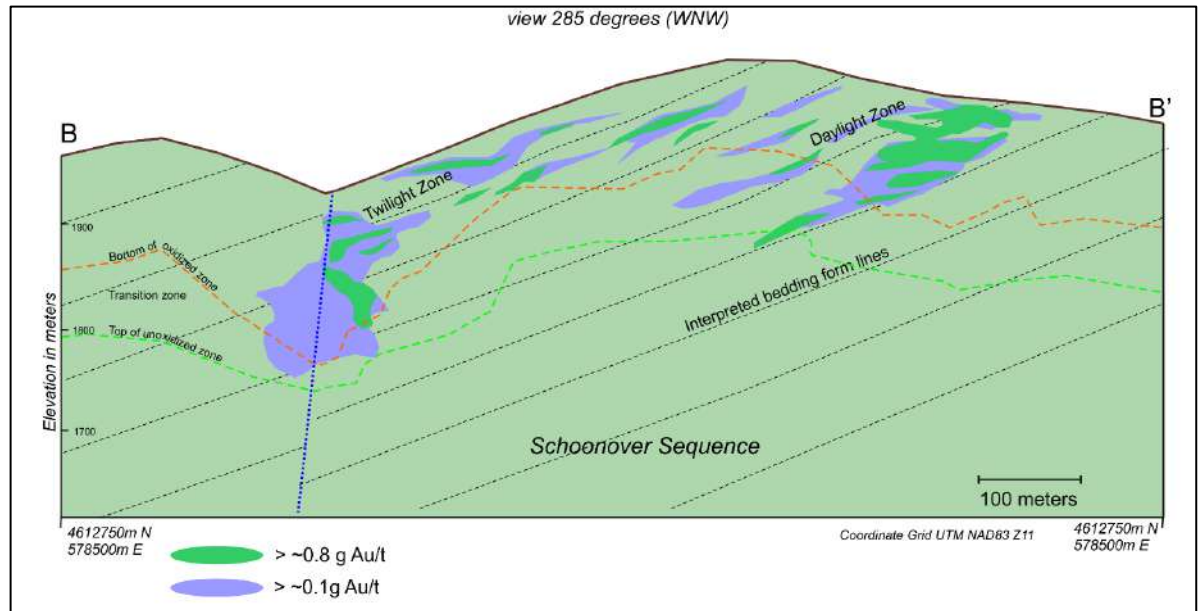 view 285 degrees (WNW)
B
B'
Daylight Zone
Twilight Zone
1900
Bottom of oxidized zone
Transition zone
Interpreted bedding form lines
1800
Top of unoxidized zone
Elevation in meters
1700
Schoonover Sequence
100 meters
4612750m N
578500m E
Coordinate Grid UTM NAD83 Z11
4612750m N
578500m E
> ~0.8 g Au/t
> ~0.1g Au/t